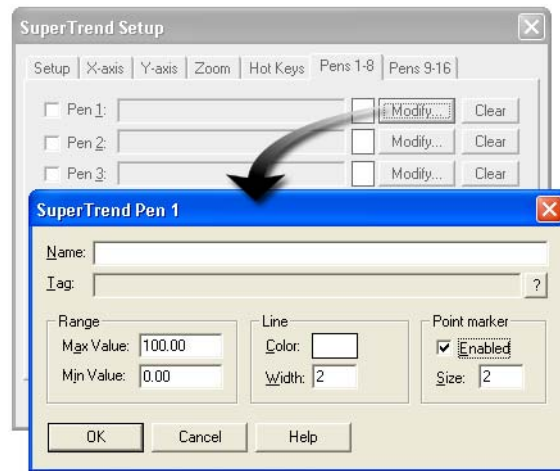 SuperTrend Setup
Setup X-axis Y-axis Zoom Hot Keys Pens 1-8 Pens 9-16
Pen 1: Modify... Clear
Pen 2: Modify... Clear
Pen 3: Modify... Clear
SuperTrend Pen 1
Name:
Tag: ?
Range Line Point marker
Max Value: 100.00 Color: Enabled
Min Value: 0.00 Width: 2 Size: 2
OK Cancel Help